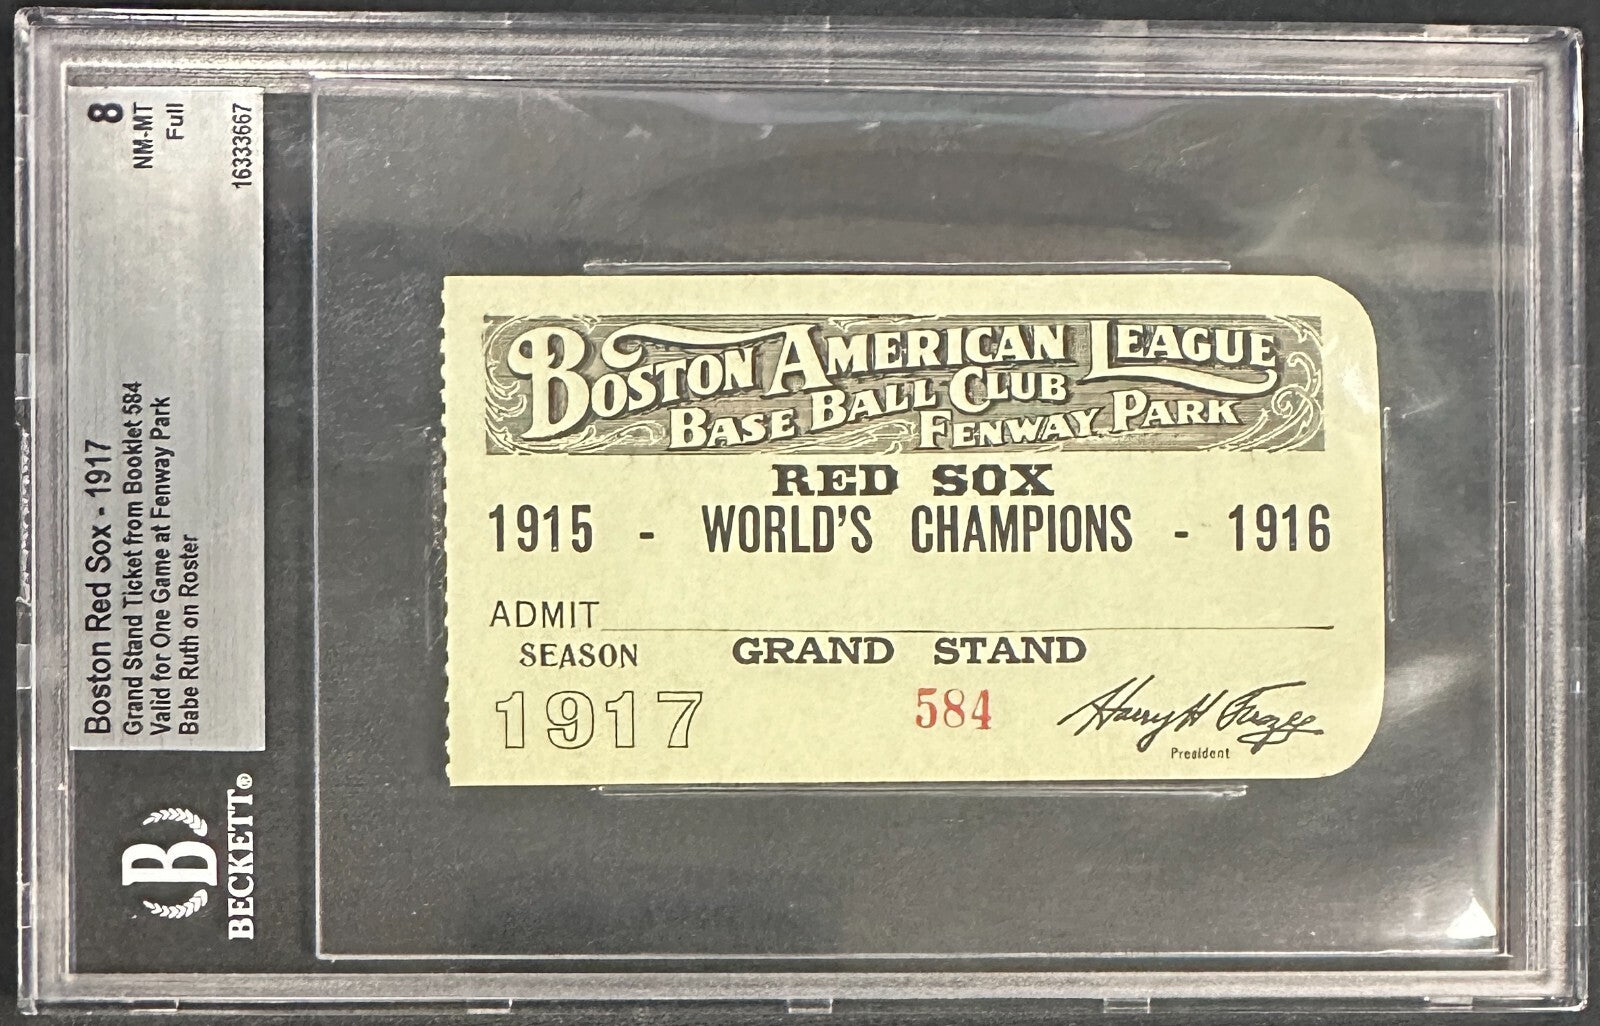 Boston Red Sox - 1917
Grand Stand Ticket from Booklet 584
Valid for One Game at Fenway Park
Babe Ruth on Roster
8
NM-MT
Full
16333667
B
BECKETT®
BOSTON AMERICAN LEAGUE
BASE BALL CLUB
FENWAY PARK
RED SOX
1915 - WORLD'S CHAMPIONS - 1916
ADMIT
SEASON GRAND STAND
1917 584 Harry H Frazee
President